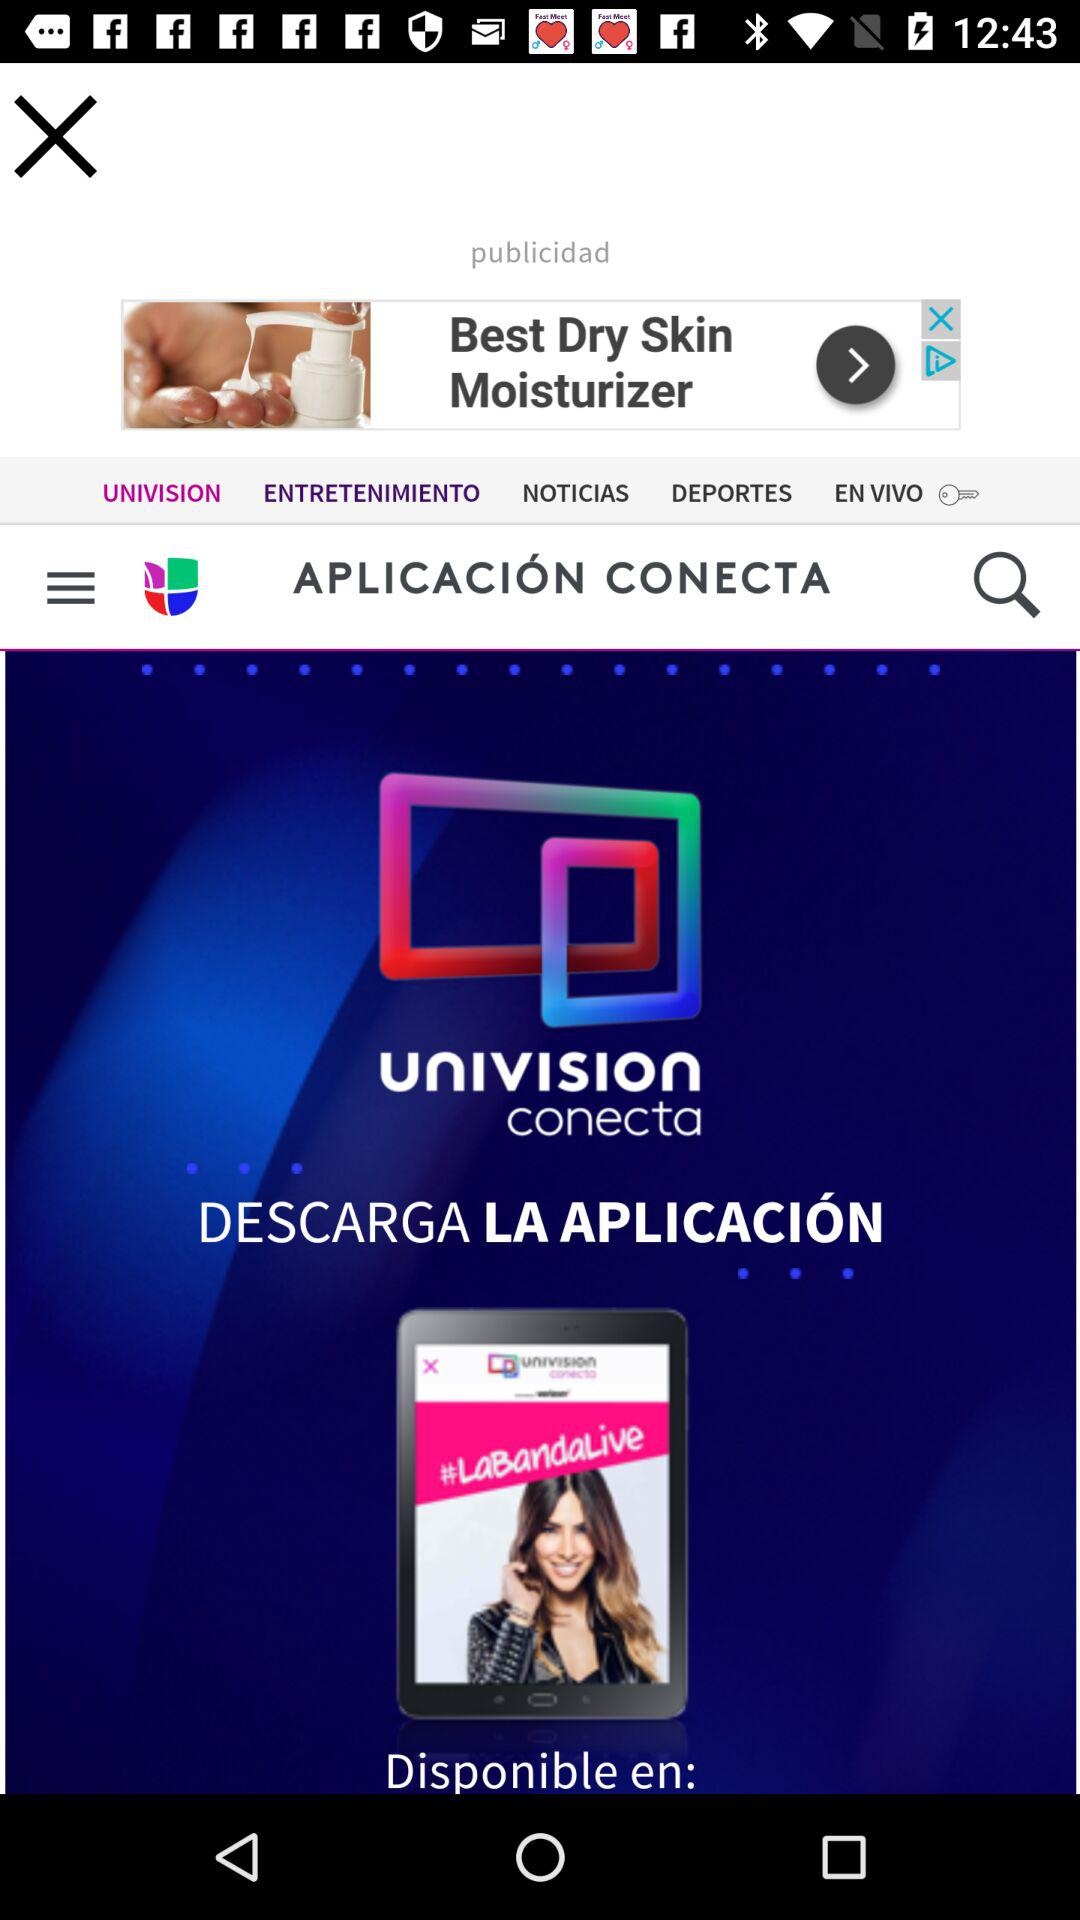 12:43
publicidad
Best Dry Skin
Moisturizer
UNIVISION ENTRETENIMIENTO NOTICIAS DEPORTES EN VIVO
APLICACIÓN CONECTA
UNIVISION
conecta
DESCARGA LA APLICACIÓN
UNIVISION
conecta
#LaBandaLive
Disponible en: